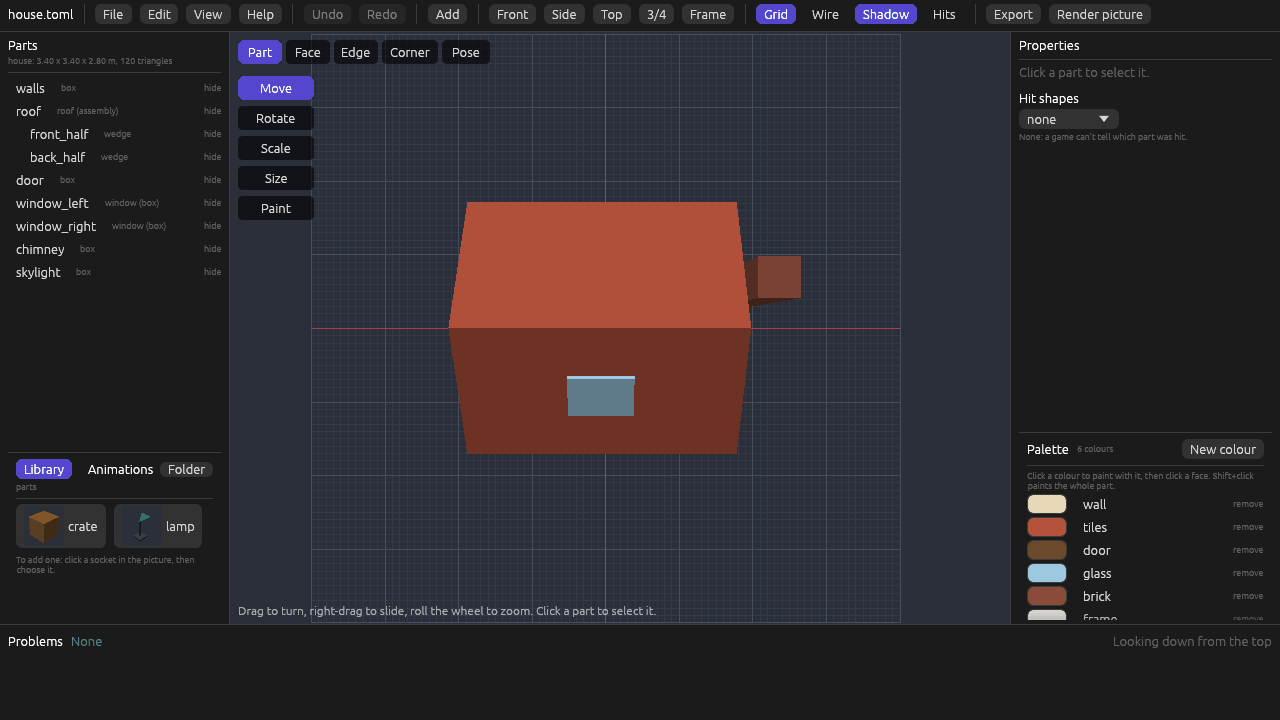 house.toml File Edit View Help Undo Redo Add Front Side Top 3/4 Frame Grid Wire Shadow Hits Export Render picture
Parts
house: 3.40 x 3.40 x 2.80 m, 120 triangles
walls box hide
roof roof (assembly) hide
front_half wedge hide
back_half wedge hide
door box hide
window_left window (box) hide
window_right window (box) hide
chimney box hide
skylight box hide
Library Animations Folder
parts
crate lamp
To add one: click a socket in the picture, then
choose it.
Part Face Edge Corner Pose
Move
Rotate
Scale
Size
Paint
Drag to turn, right-drag to slide, roll the wheel to zoom. Click a part to select it.
Properties
Click a part to select it.
Hit shapes
none
None: a game can't tell which part was hit.
Palette 6 colours New colour
Click a colour to paint with it, then click a face. Shift+click
paints the whole part.
wall remove
tiles remove
door remove
glass remove
brick remove
frame remove
Problems None
Looking down from the top